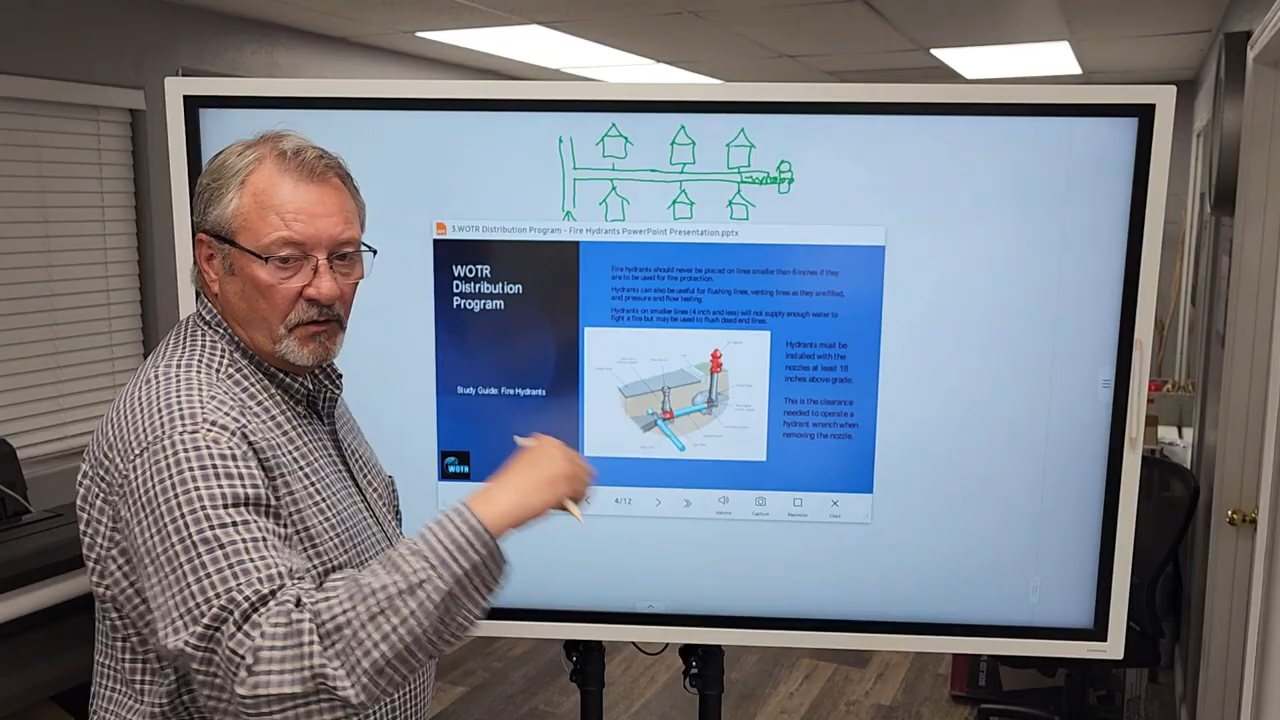 3.WOTR Distribution Program - Fire Hydrants PowerPoint Presentation.pptx
WOTR
Distribution
Program
Study Guide: Fire Hydrants
WOTR
Fire hydrants should never be placed on lines smaller than 6 inches if they
are to be used for fire protection.
Hydrants can also be useful for flushing lines, venting lines as they are filled,
and pressure and flow testing.
Hydrants on smaller lines (4 inch and less) will not supply enough water to
fight a fire but may be used to flush dead end lines.
Hydrants must be
installed with the
nozzles at least 18
inches above grade.
This is the clearance
needed to operate a
hydrant wrench when
removing the nozzle.
4/12
Volume
Capture
Maximize
Close